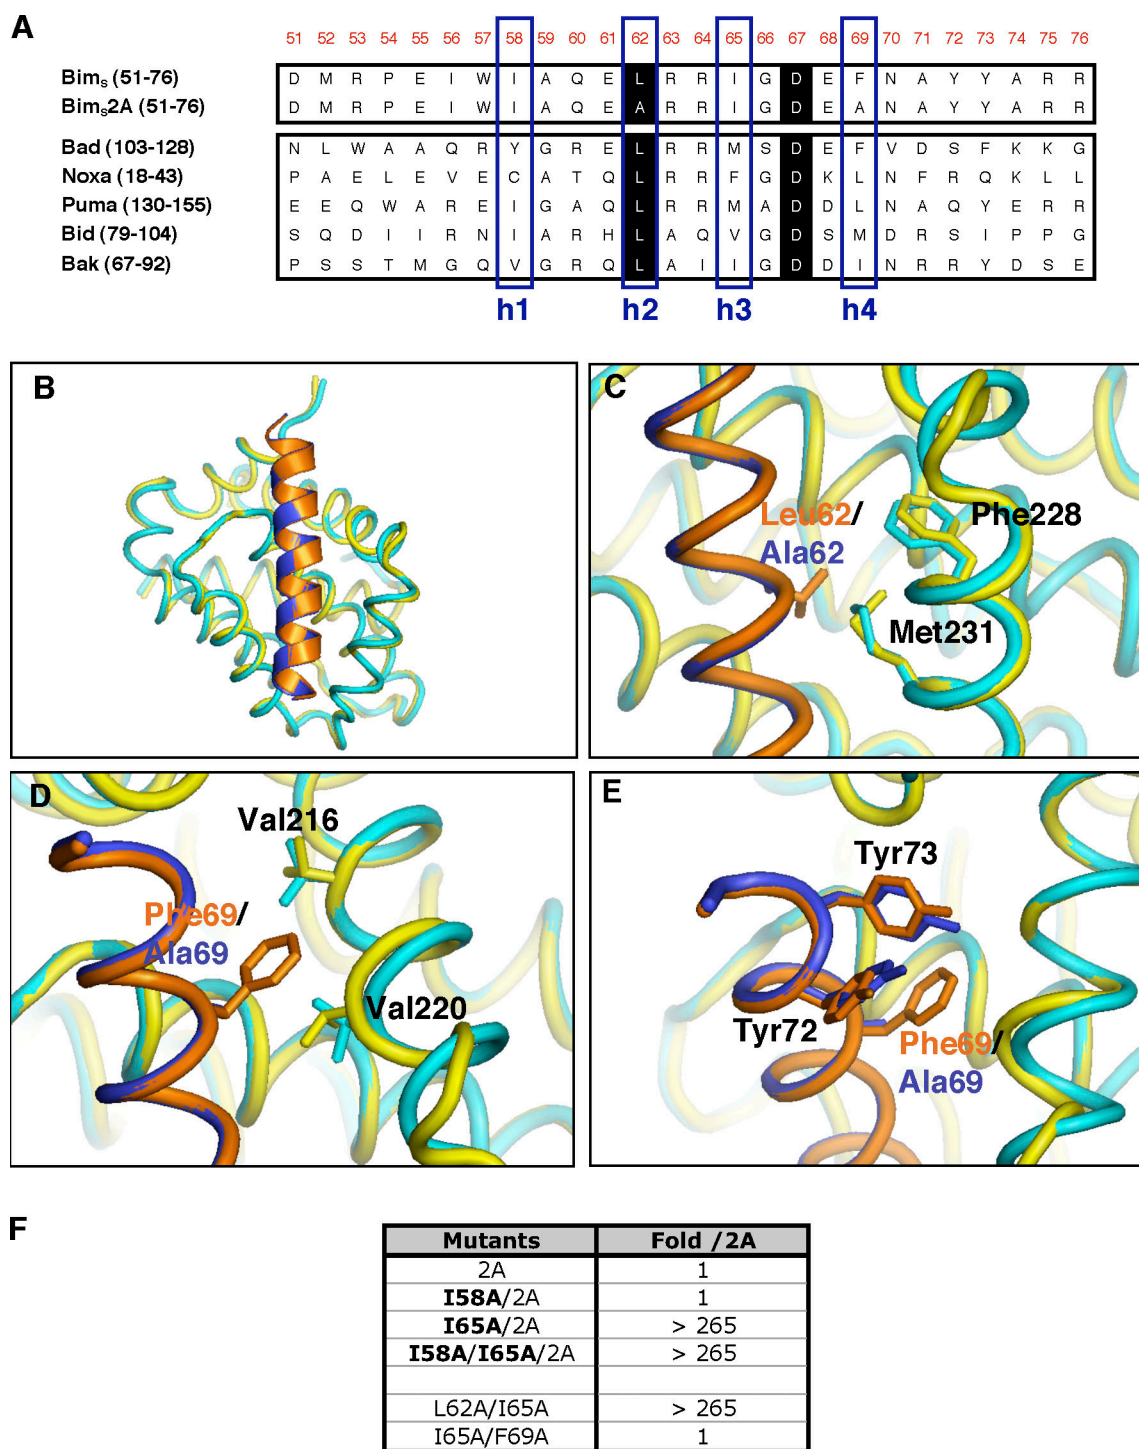 A
51 52 53 54 55 56 57 58 59 60 61 62 63 64 65 66 67 68 69 70 71 72 73 74 75 76
Bims (51-76) D M R P E I W I A Q E L R R I G D E F N A Y Y A R R
Bims2A (51-76) D M R P E I W I A Q E A R R I G D E A N A Y Y A R R
Bad (103-128) N L W A A Q R Y G R E L R R M S D E F V D S F K K G
Noxa (18-43) P A E L E V E C A T Q L R R F G D K L N F R Q K L L
Puma (130-155) E E Q W A R E I G A Q L R R M A D D L N A Q Y E R R
Bid (79-104) S Q D I I R N I A R H L A Q V G D S M D R S I P P G
Bak (67-92) P S S T M G Q V G R Q L A I I G D D I N R R Y D S E
h1 h2 h3 h4
B
C
Leu62/
Ala62
Phe228
Met231
D
Val216
Phe69/
Ala69
Val220
E
Tyr73
Tyr72
Phe69/
Ala69
F
Mutants Fold /2A
2A 1
I58A/2A 1
I65A/2A > 265
I58A/I65A/2A > 265
L62A/I65A > 265
I65A/F69A 1